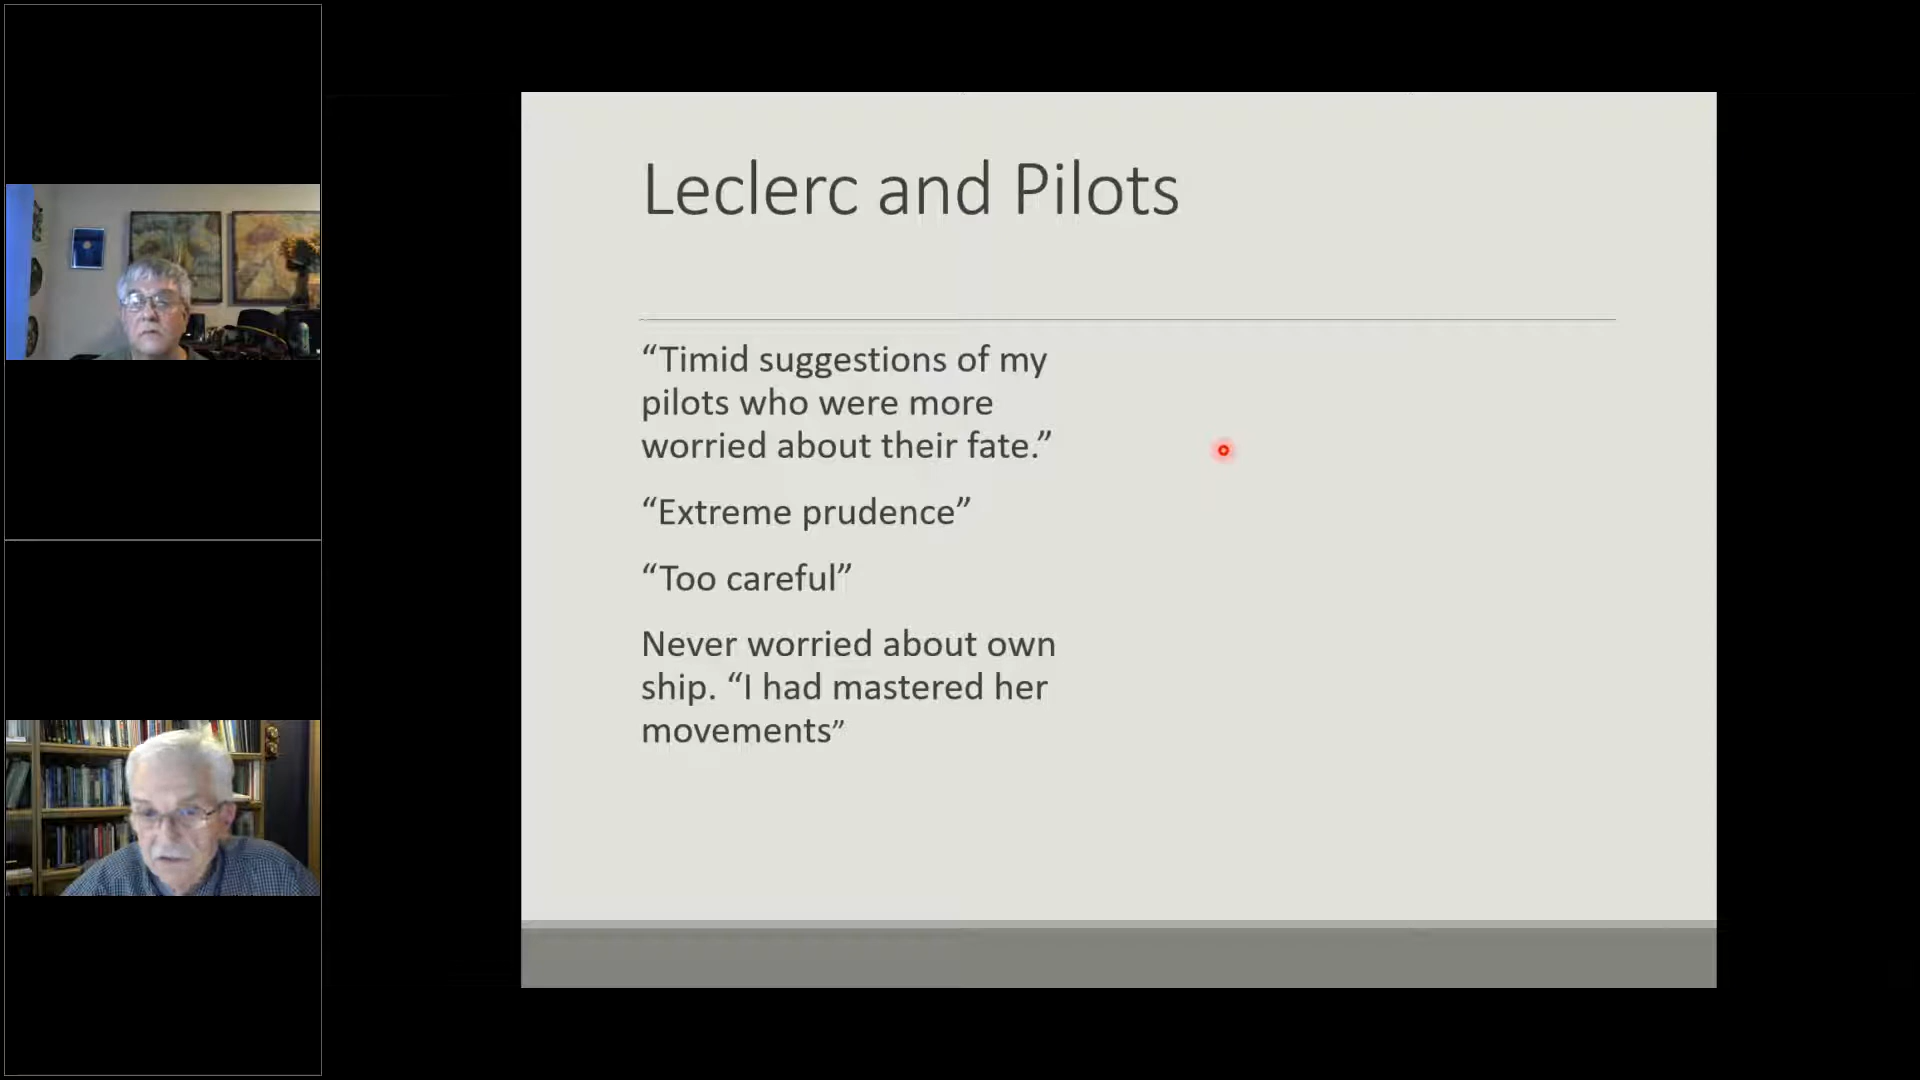 Leclerc and Pilots
“Timid suggestions of my
pilots who were more
worried about their fate.”
“Extreme prudence”
“Too careful”
Never worried about own
ship. “I had mastered her
movements”